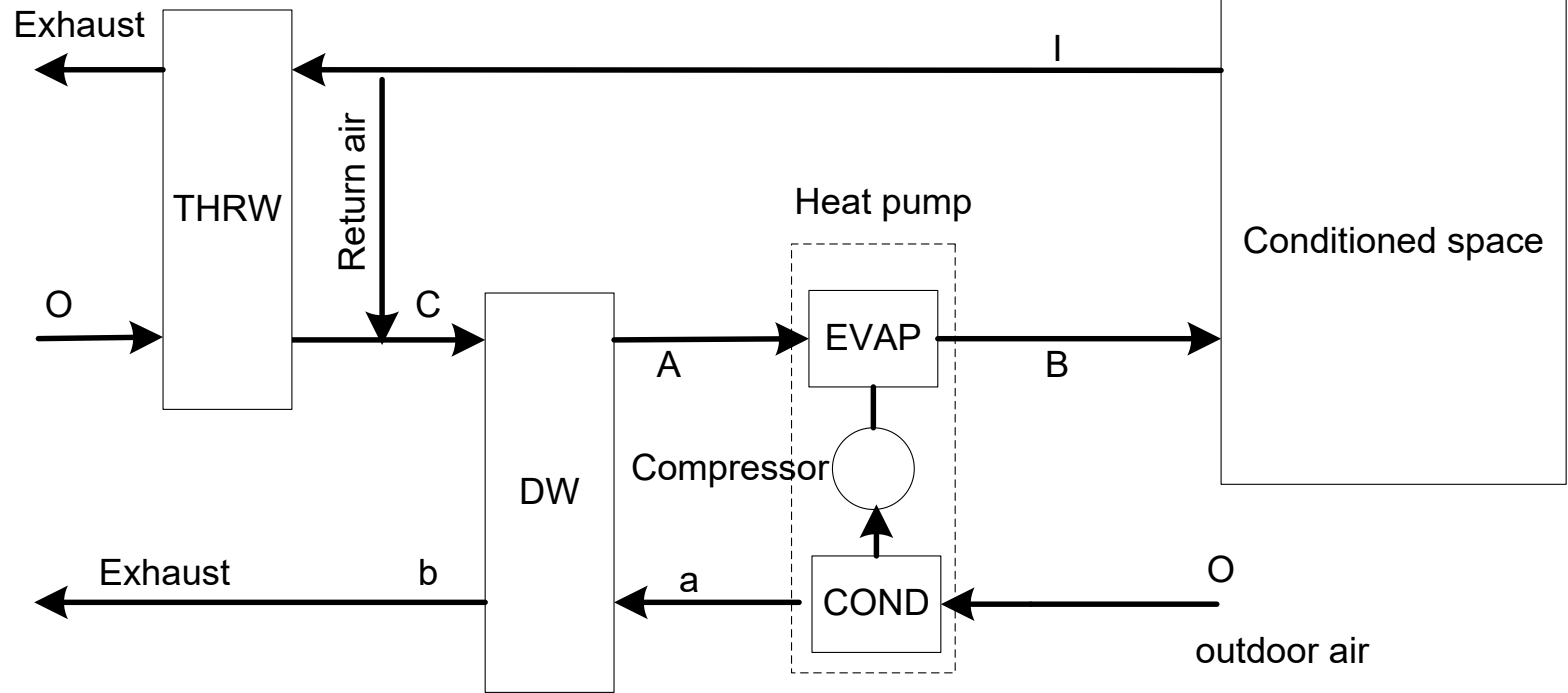 Exhaust
I
Return air
THRW
Heat pump
Conditioned space
O
C
EVAP
A
B
Compressor
DW
Exhaust
b
a
COND
O
outdoor air